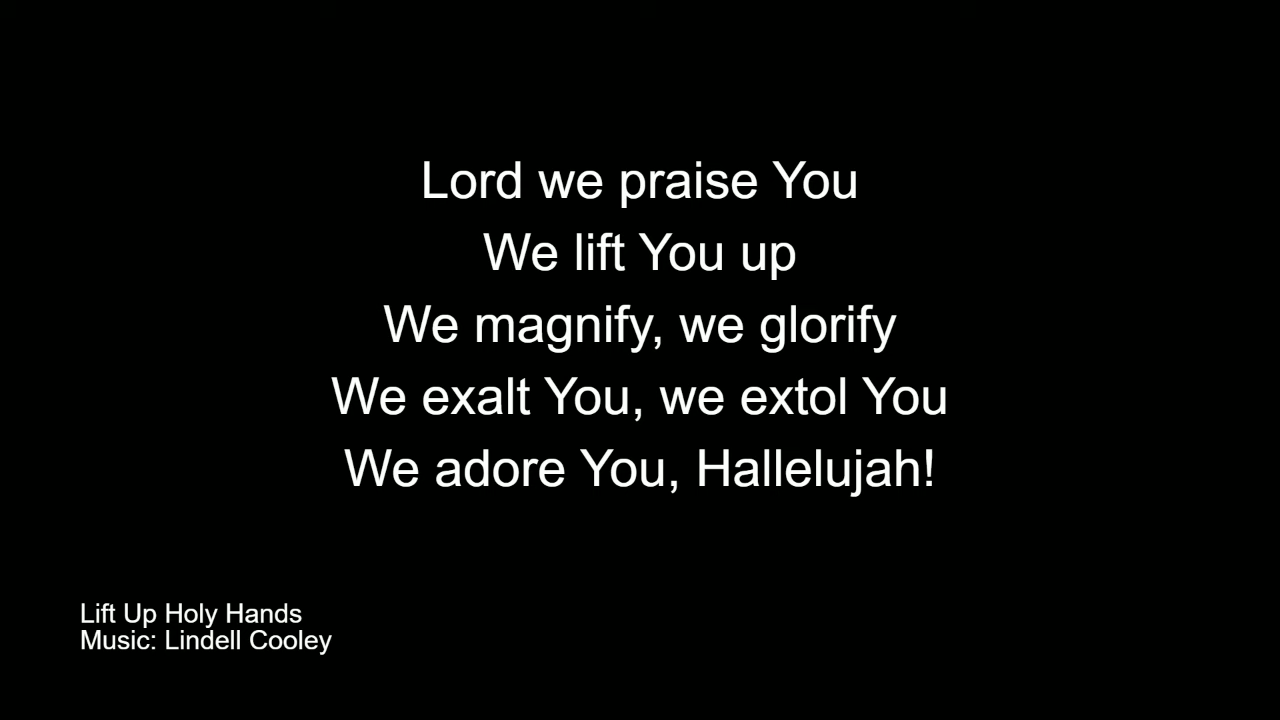 Lord we praise You
We lift You up
We magnify, we glorify
We exalt You, we extol You
We adore You, Hallelujah!
Lift Up Holy Hands
Music: Lindell Cooley